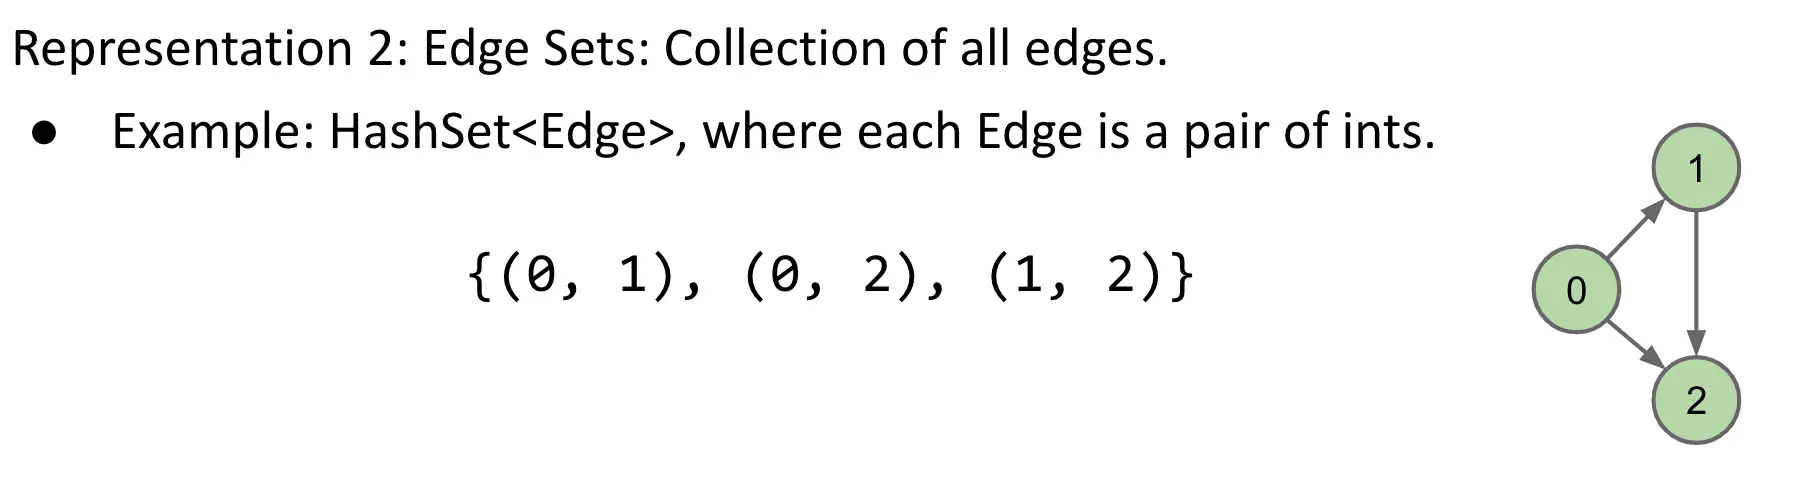 Representation 2: Edge Sets: Collection of all edges.
● Example: HashSet<Edge>, where each Edge is a pair of ints.
{(0, 1), (0, 2), (1, 2)}
1
0
2